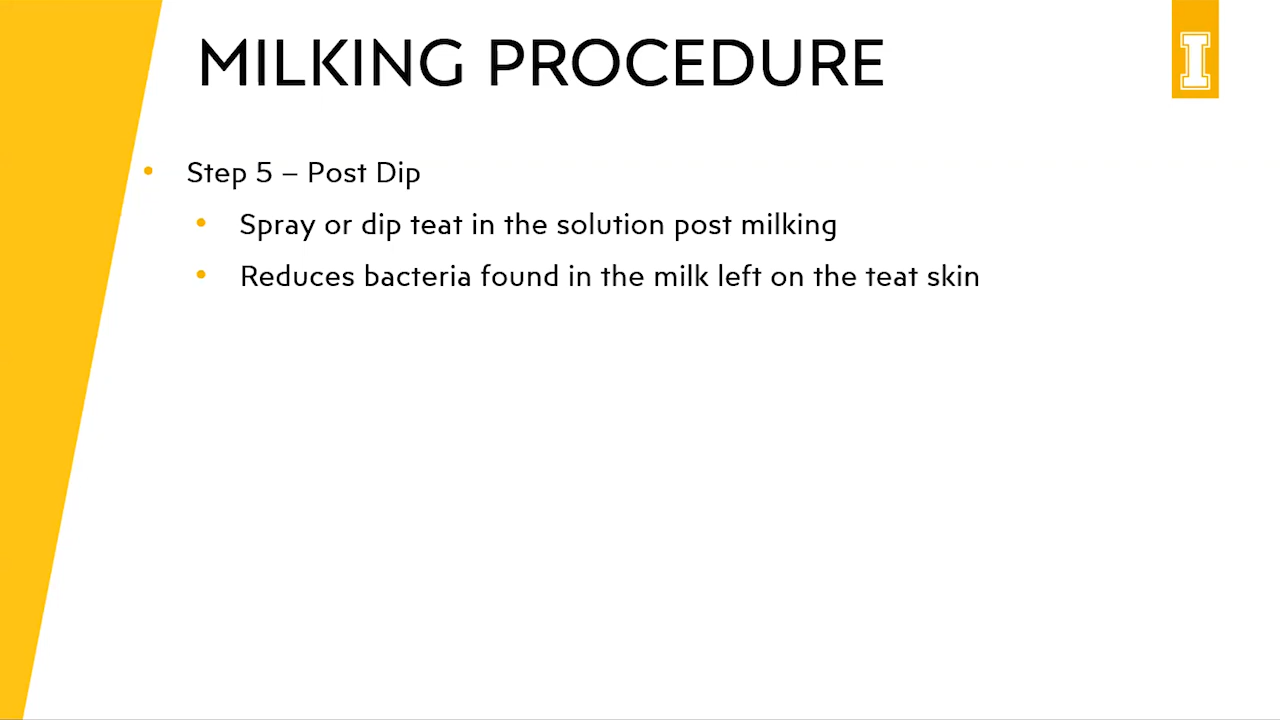 MILKING PROCEDURE
I
• Step 5 – Post Dip
• Spray or dip teat in the solution post milking
• Reduces bacteria found in the milk left on the teat skin